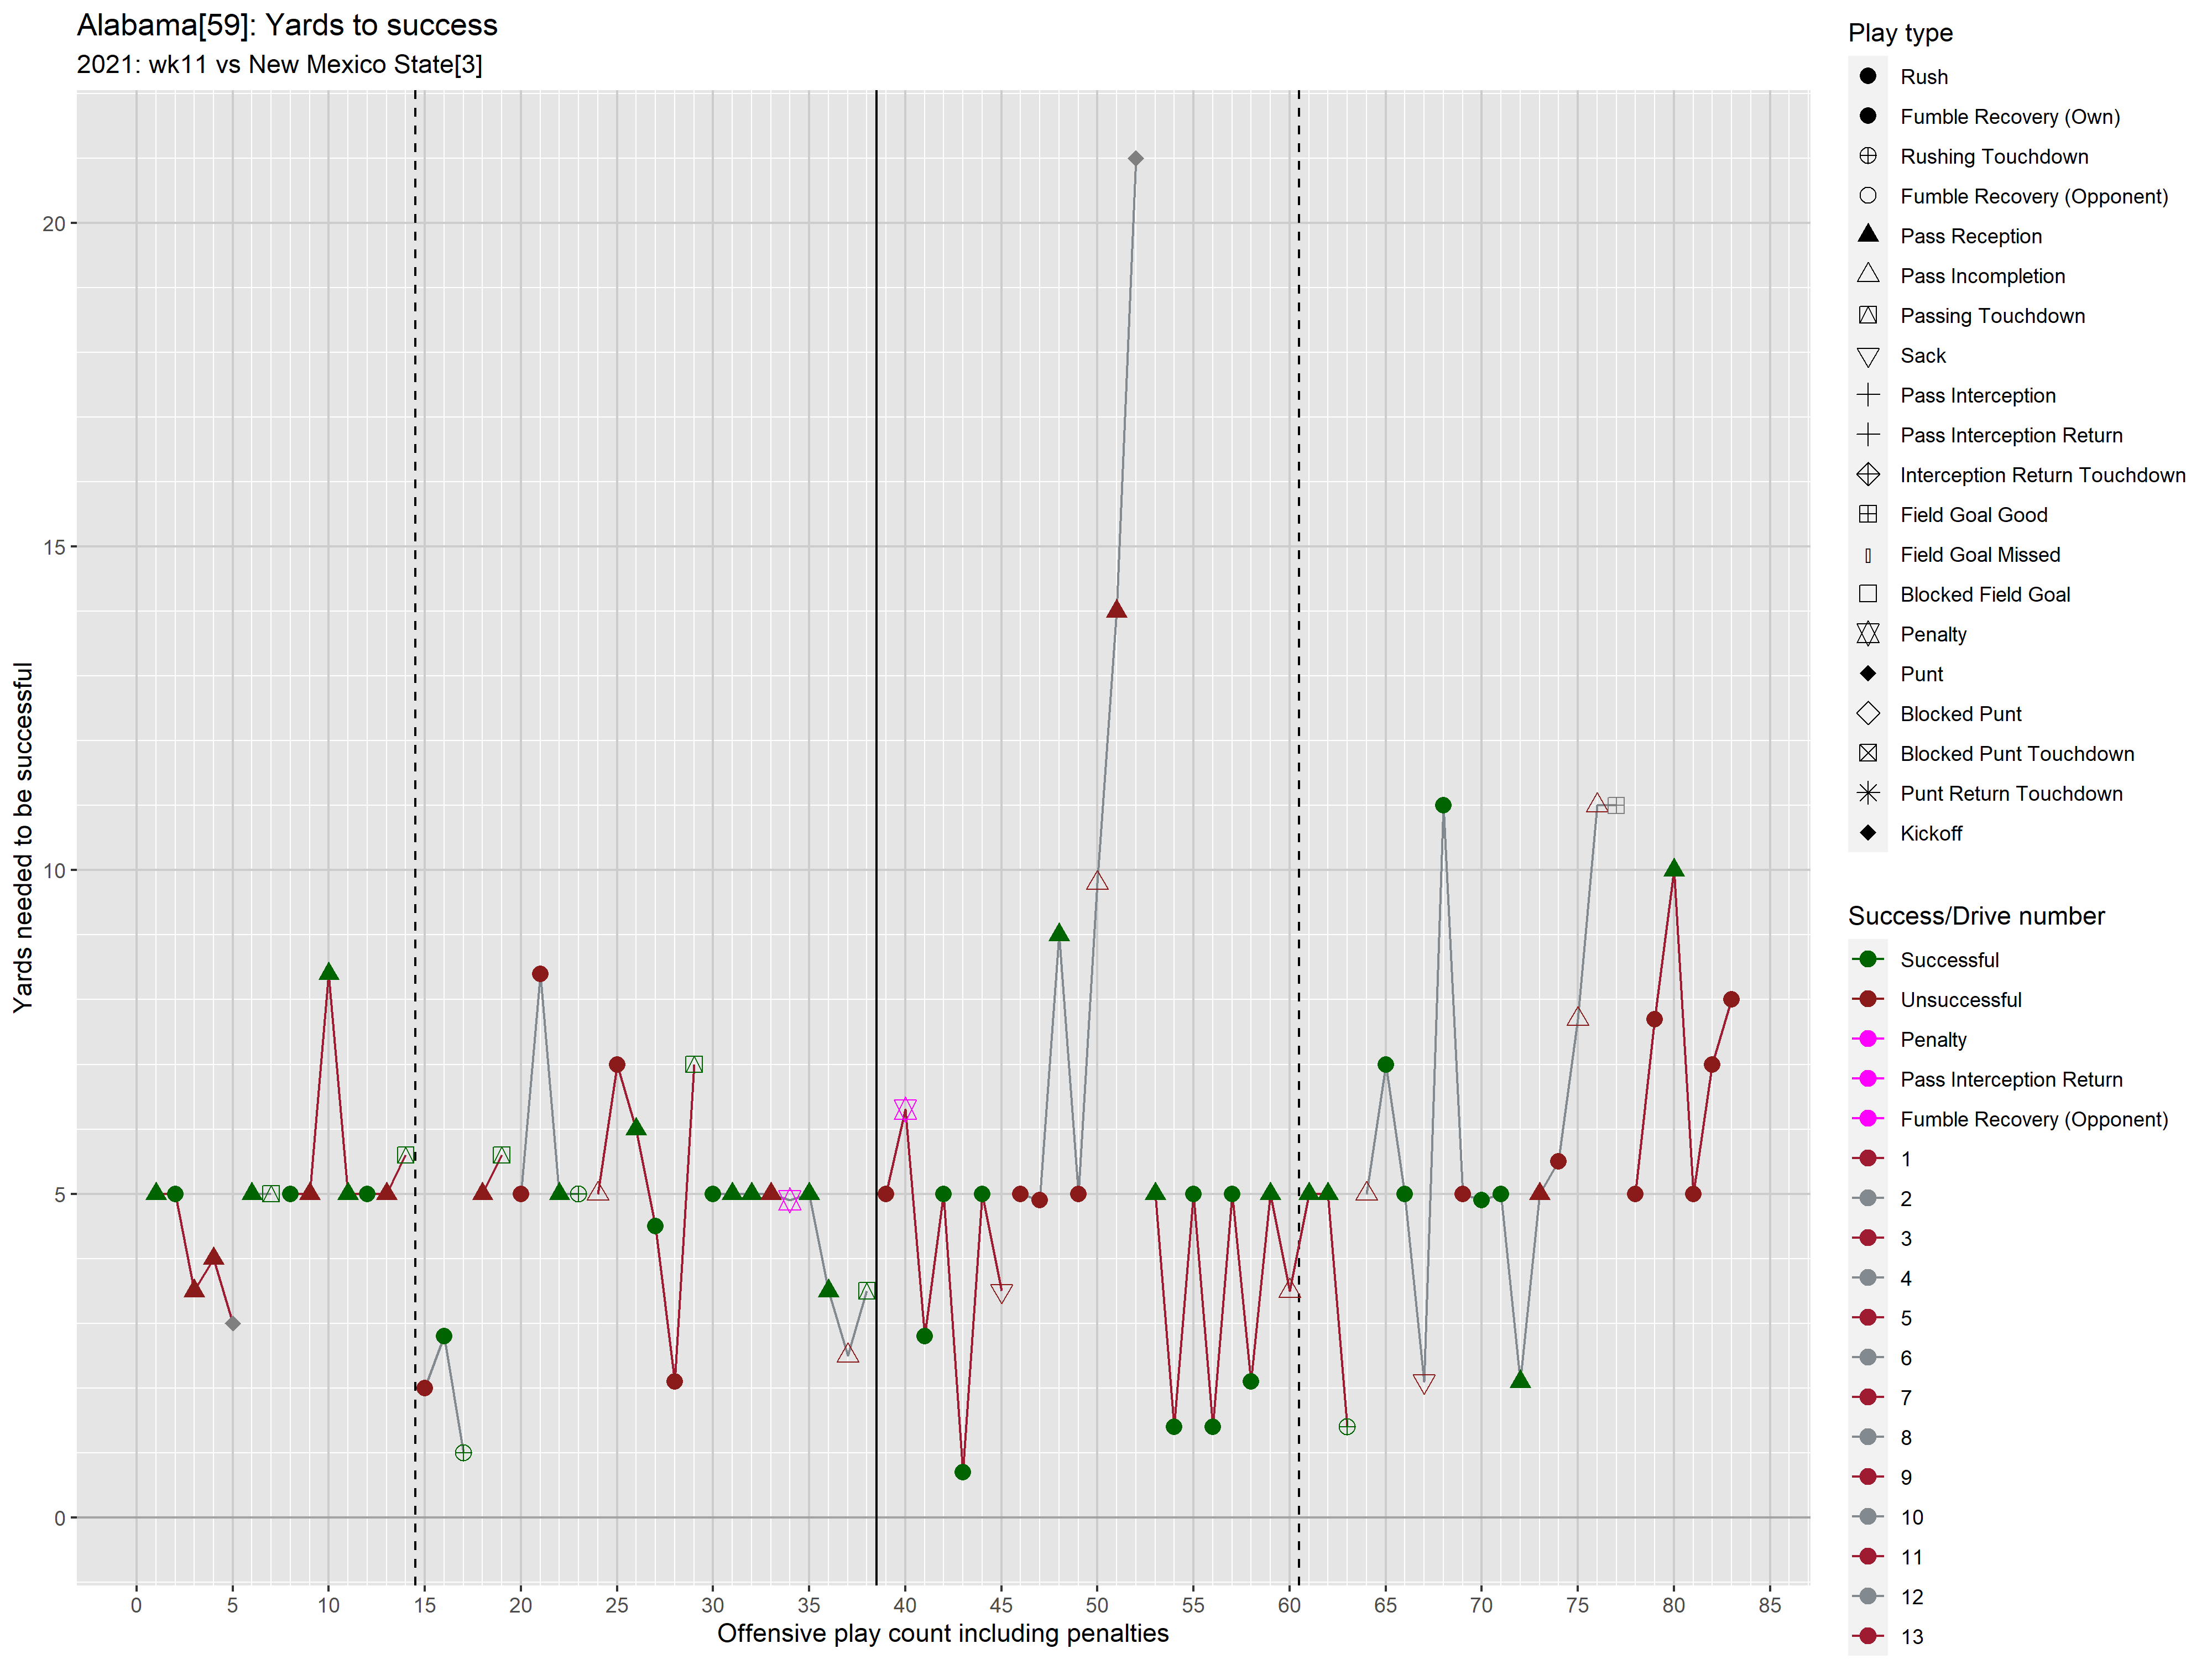 Alabama[59]: Yards to success
2021: wk11 vs New Mexico State[3]
Yards needed to be successful
20
15
10
5
0
0 5 10 15 20 25 30 35 40 45 50 55 60 65 70 75 80 85
Offensive play count including penalties
Play type
Rush
Fumble Recovery (Own)
Rushing Touchdown
Fumble Recovery (Opponent)
Pass Reception
Pass Incompletion
Passing Touchdown
Sack
Pass Interception
Pass Interception Return
Interception Return Touchdown
Field Goal Good
Field Goal Missed
Blocked Field Goal
Penalty
Punt
Blocked Punt
Blocked Punt Touchdown
Punt Return Touchdown
Kickoff
Success/Drive number
Successful
Unsuccessful
Penalty
Pass Interception Return
Fumble Recovery (Opponent)
1
2
3
4
5
6
7
8
9
10
11
12
13